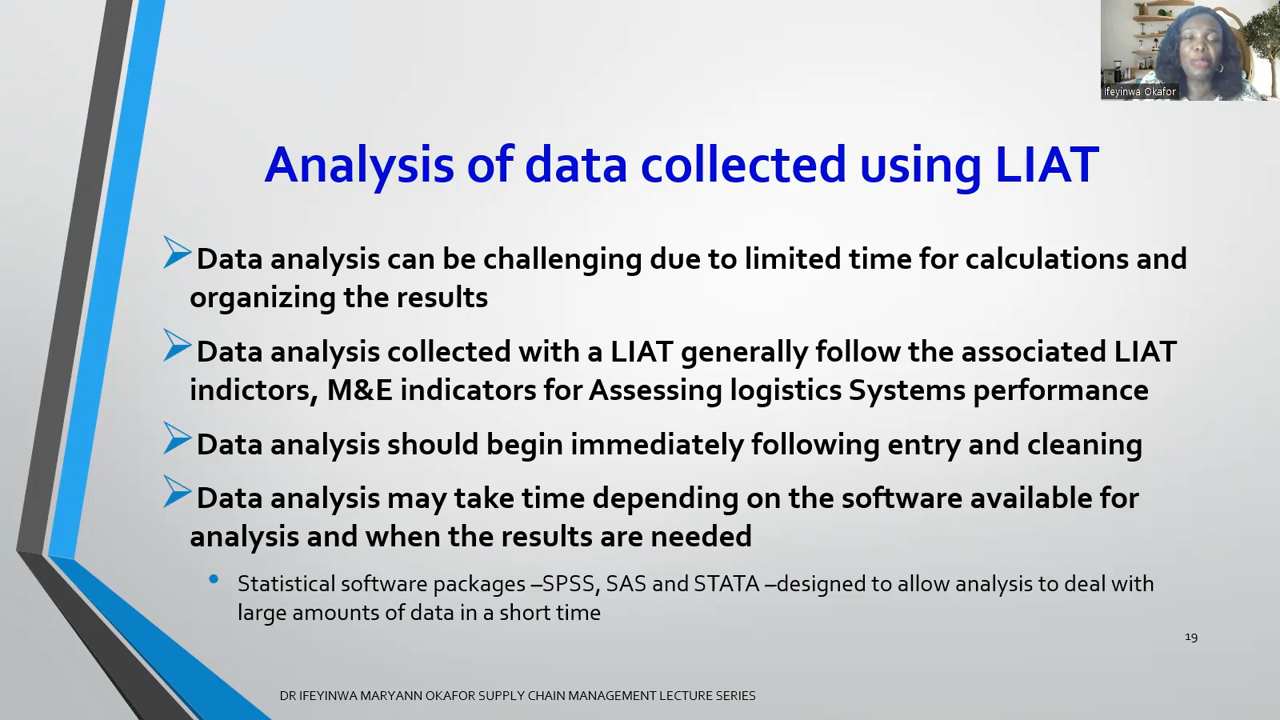 Ifeyinwa Okafor
Analysis of data collected using LIAT
Data analysis can be challenging due to limited time for calculations and
organizing the results
Data analysis collected with a LIAT generally follow the associated LIAT
indictors, M&E indicators for Assessing logistics Systems performance
Data analysis should begin immediately following entry and cleaning
Data analysis may take time depending on the software available for
analysis and when the results are needed
Statistical software packages –SPSS, SAS and STATA –designed to allow analysis to deal with
large amounts of data in a short time
19
DR IFEYINWA MARYANN OKAFOR SUPPLY CHAIN MANAGEMENT LECTURE SERIES